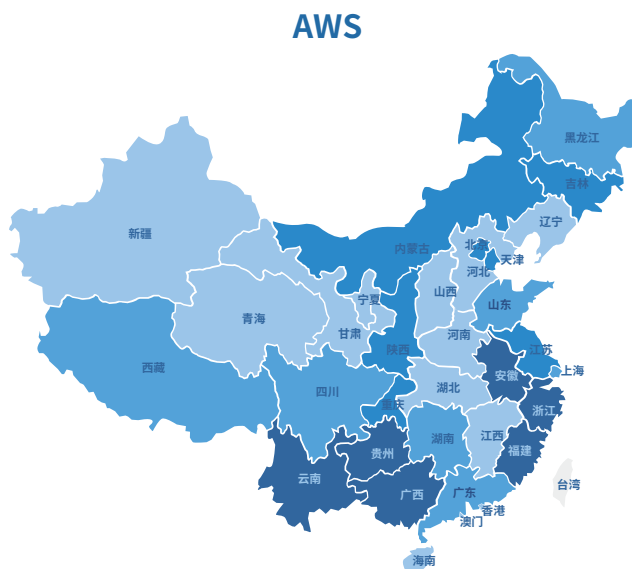 AWS
黑龙江
吉林
辽宁
新疆
内蒙古
北京
天津
河北
山西
宁夏
山东
青海
甘肃
河南
陕西
江苏
西藏
上海
安徽
四川
湖北
重庆
浙江
湖南
江西
福建
贵州
云南
台湾
广西
广东
香港
澳门
海南